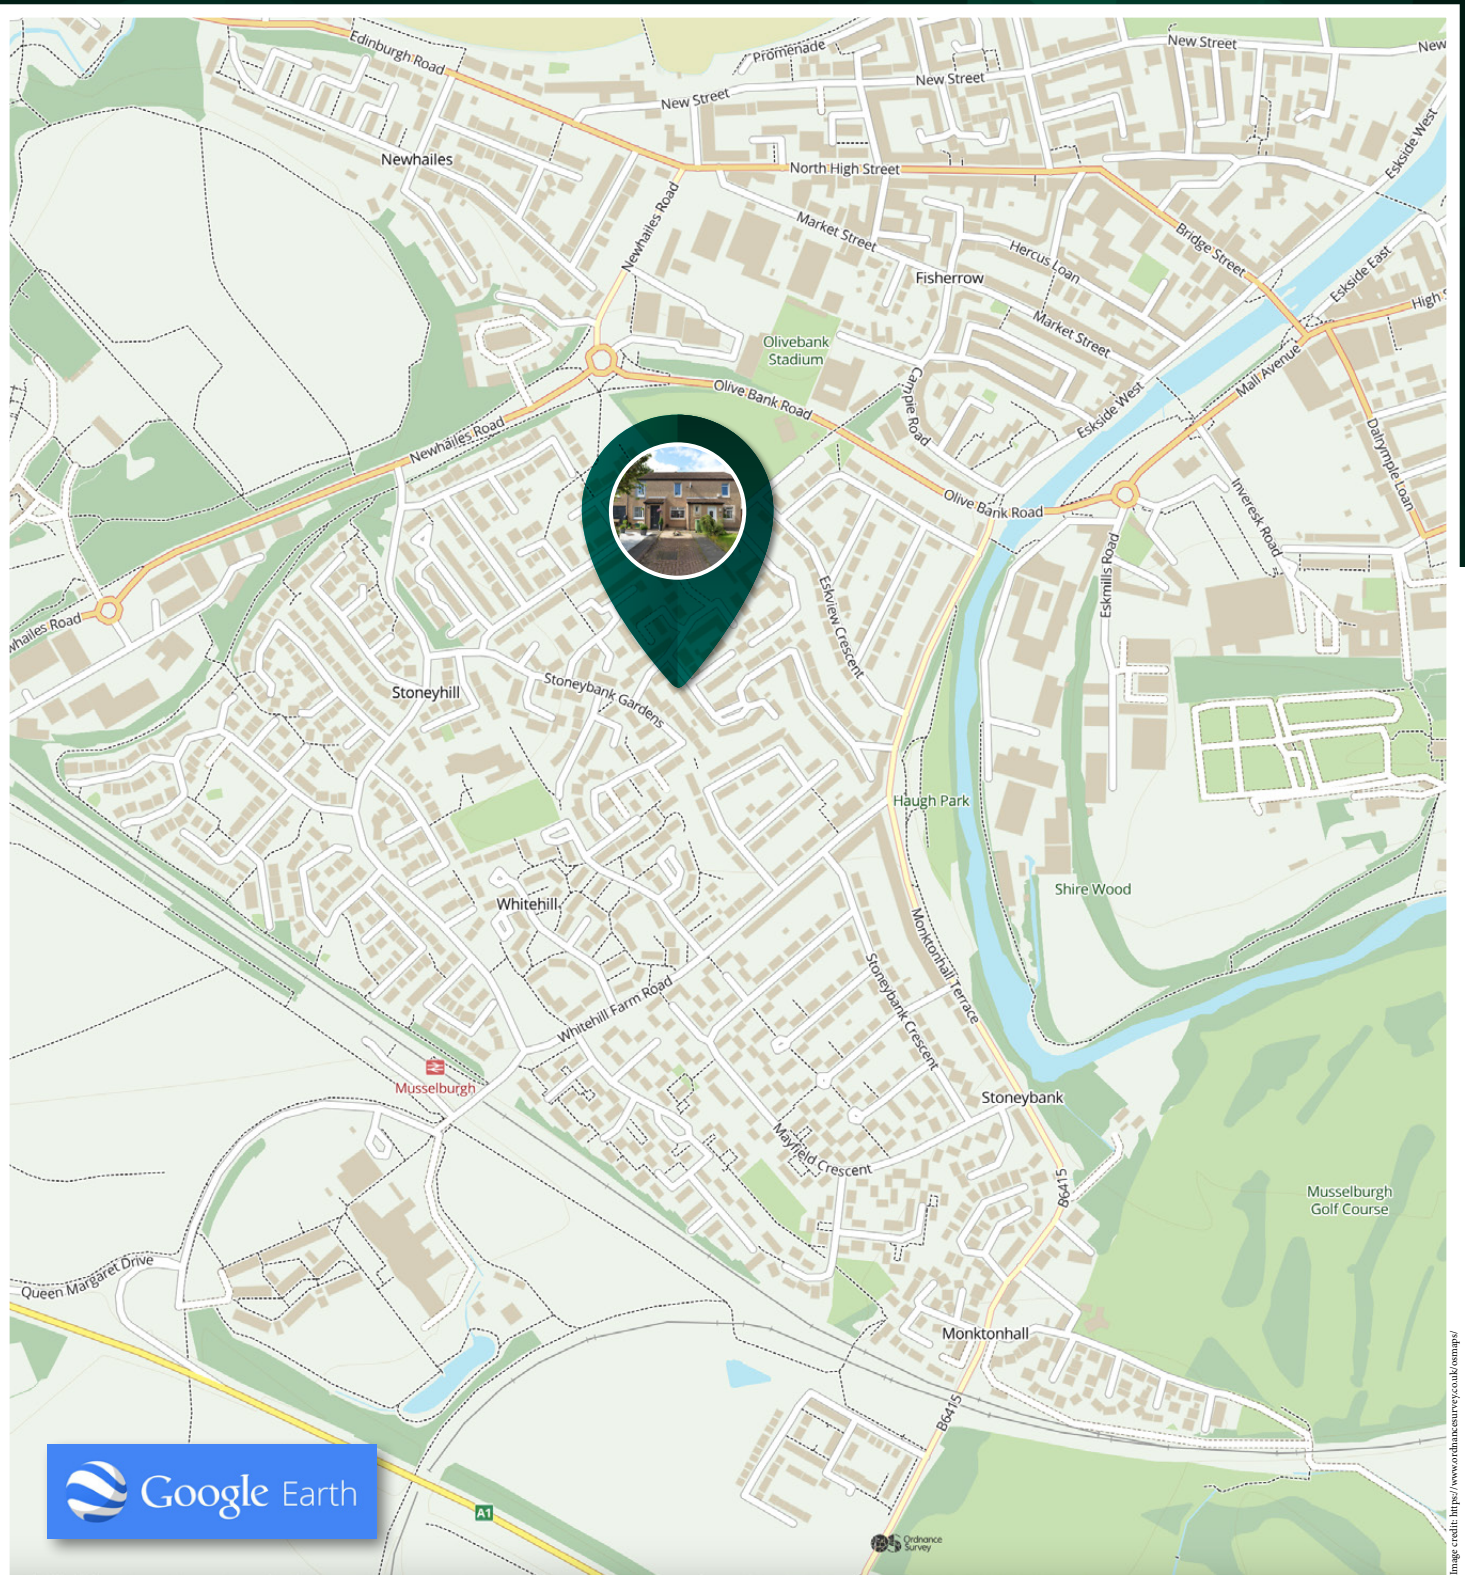 Edinburgh Road
Promenade
New Street
New
New Street
New Street
Eskside West
Newhailes
North High Street
Newhailes Road
Market Street
Hercus Loan
Bridge Street
Fisherrow
Eskside East
High
Market Street
Olivebank
Stadium
Olive Bank Road
Campie Road
Mall Avenue
Eskside West
Newhailes Road
Dalrymple Loan
Olive Bank Road
Inveresk Road
Eskmills Road
Eskview Crescent
whailes Road
Stoneyhill
Stoneybank Gardens
Haugh Park
Shire Wood
Whitehill
Monktonhall Terrace
Stoneybank Crescent
Whitehill Farm Road
Musselburgh
Stoneybank
Mayfield Crescent
B6415
Musselburgh
Golf Course
Queen Margaret Drive
Monktonhall
B6415
Google Earth
A1
OS Ordnance
Survey
Image credit: https://www.ordnancesurvey.co.uk/osmaps/